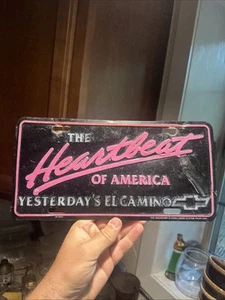 THE
Heartbeat
OF AMERICA
YESTERDAY'S EL CAMINO